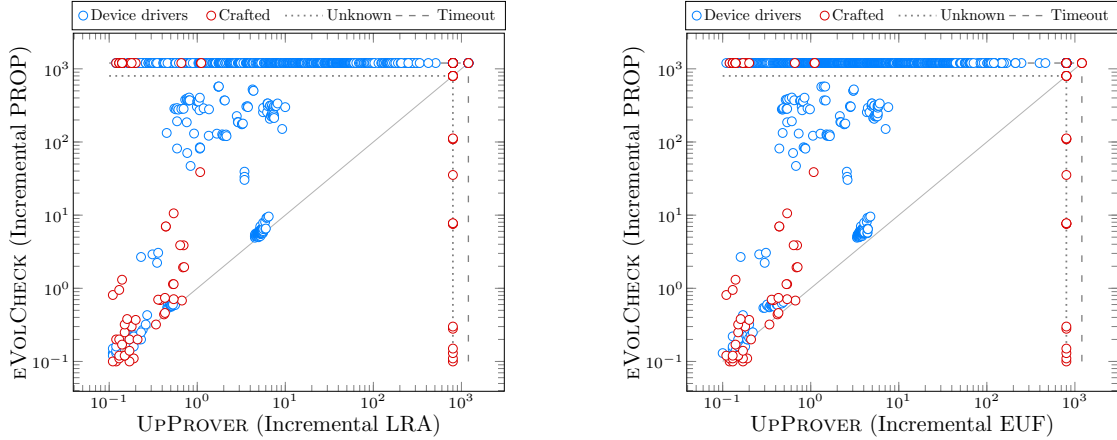 Device drivers Crafted Unknown Timeout
10^3
10^2
10^1
10^0
10^−1
EVOLCHECK (Incremental PROP)
10^−1 10^0 10^1 10^2 10^3
UPPROVER (Incremental LRA)
Device drivers Crafted Unknown Timeout
10^3
10^2
10^1
10^0
10^−1
EVOLCHECK (Incremental PROP)
10^−1 10^0 10^1 10^2 10^3
UPPROVER (Incremental EUF)